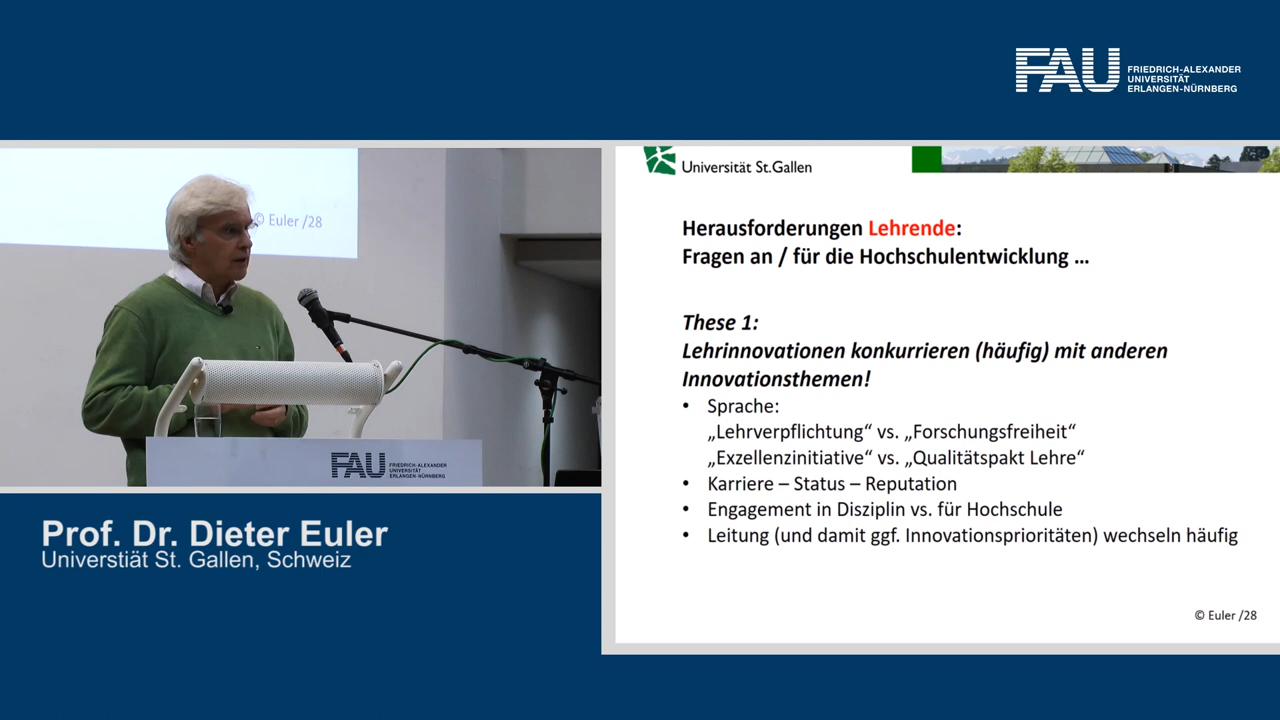 FAU FRIEDRICH-ALEXANDER
UNIVERSITÄT
ERLANGEN-NÜRNBERG
© Euler /28
FAU FRIEDRICH-ALEXANDER
UNIVERSITÄT
ERLANGEN-NÜRNBERG
Prof. Dr. Dieter Euler
Universtiät St. Gallen, Schweiz
Universität St.Gallen
Herausforderungen Lehrende:
Fragen an / für die Hochschulentwicklung ...
These 1:
Lehrinnovationen konkurrieren (häufig) mit anderen
Innovationsthemen!
• Sprache:
„Lehrverpflichtung“ vs. „Forschungsfreiheit“
„Exzellenzinitiative“ vs. „Qualitätspakt Lehre“
• Karriere – Status – Reputation
• Engagement in Disziplin vs. für Hochschule
• Leitung (und damit ggf. Innovationsprioritäten) wechseln häufig
© Euler /28